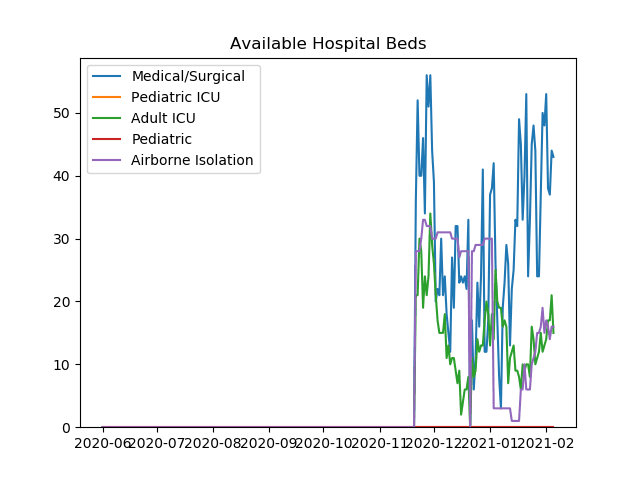 Available Hospital Beds
Medical/Surgical
Pediatric ICU
Adult ICU
Pediatric
Airborne Isolation
50
40
30
20
10
0
2020-06 2020-07 2020-08 2020-09 2020-10 2020-11 2020-12 2021-01 2021-02